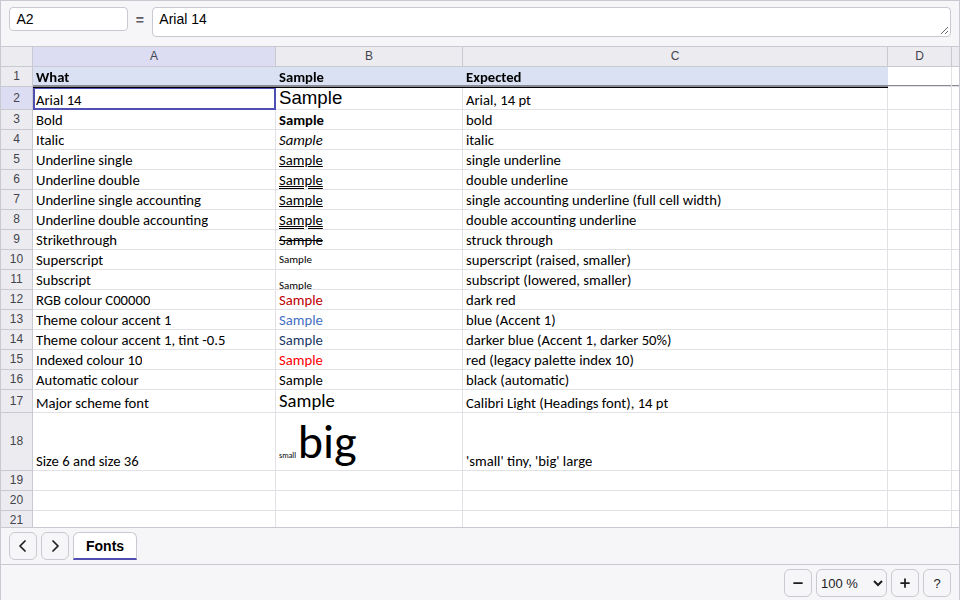 A2 = Arial 14
A B C D
1 What Sample Expected
2 Arial 14 Sample Arial, 14 pt
3 Bold Sample bold
4 Italic Sample italic
5 Underline single Sample single underline
6 Underline double Sample double underline
7 Underline single accounting Sample single accounting underline (full cell width)
8 Underline double accounting Sample double accounting underline
9 Strikethrough Sample struck through
10 Superscript Sample superscript (raised, smaller)
11 Subscript Sample subscript (lowered, smaller)
12 RGB colour C00000 Sample dark red
13 Theme colour accent 1 Sample blue (Accent 1)
14 Theme colour accent 1, tint -0.5 Sample darker blue (Accent 1, darker 50%)
15 Indexed colour 10 Sample red (legacy palette index 10)
16 Automatic colour Sample black (automatic)
17 Major scheme font Sample Calibri Light (Headings font), 14 pt
18 Size 6 and size 36 smallbig 'small' tiny, 'big' large
19
20
21
Fonts
− 100 % + ?